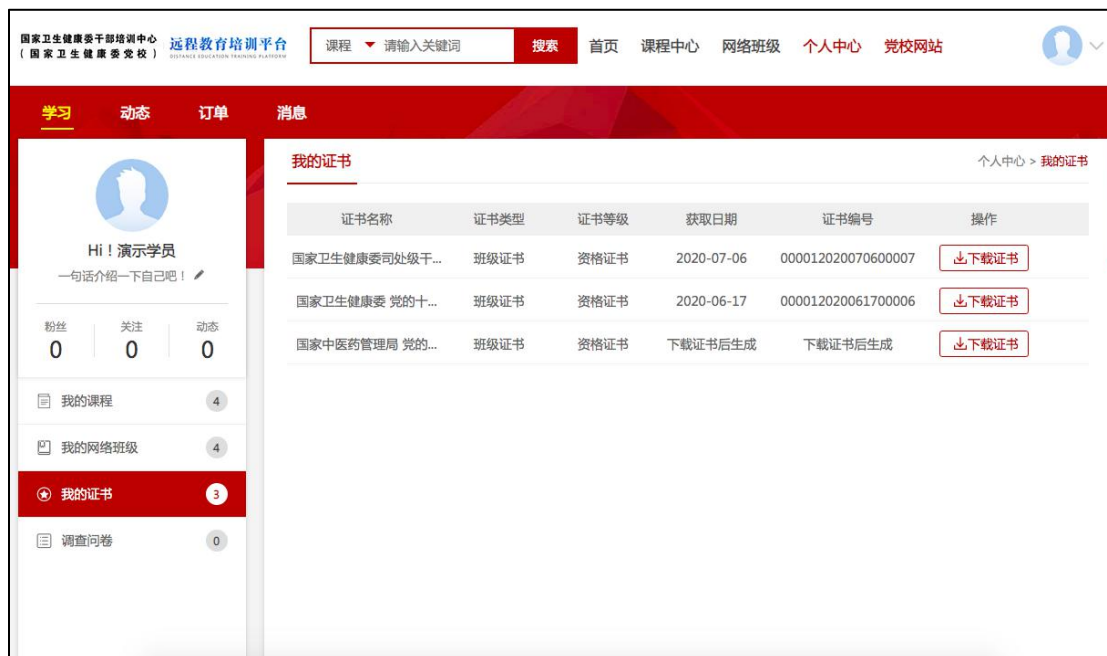 国家卫生健康委干部培训中心
（国家卫生健康委党校）
远程教育培训平台
DISTANCE EDUCATION TRAINING PLATFORM
课程 请输入关键词 搜索 首页 课程中心 网络班级 个人中心 党校网站
学习 动态 订单 消息
Hi！演示学员
一句话介绍一下自己吧！
粉丝 关注 动态
0 0 0
我的课程 4
我的网络班级 4
我的证书 3
调查问卷 0
我的证书 个人中心 > 我的证书
证书名称 证书类型 证书等级 获取日期 证书编号 操作
国家卫生健康委司处级干... 班级证书 资格证书 2020-07-06 000012020070600007 下载证书
国家卫生健康委 党的十... 班级证书 资格证书 2020-06-17 000012020061700006 下载证书
国家中医药管理局 党的... 班级证书 资格证书 下载证书后生成 下载证书后生成 下载证书